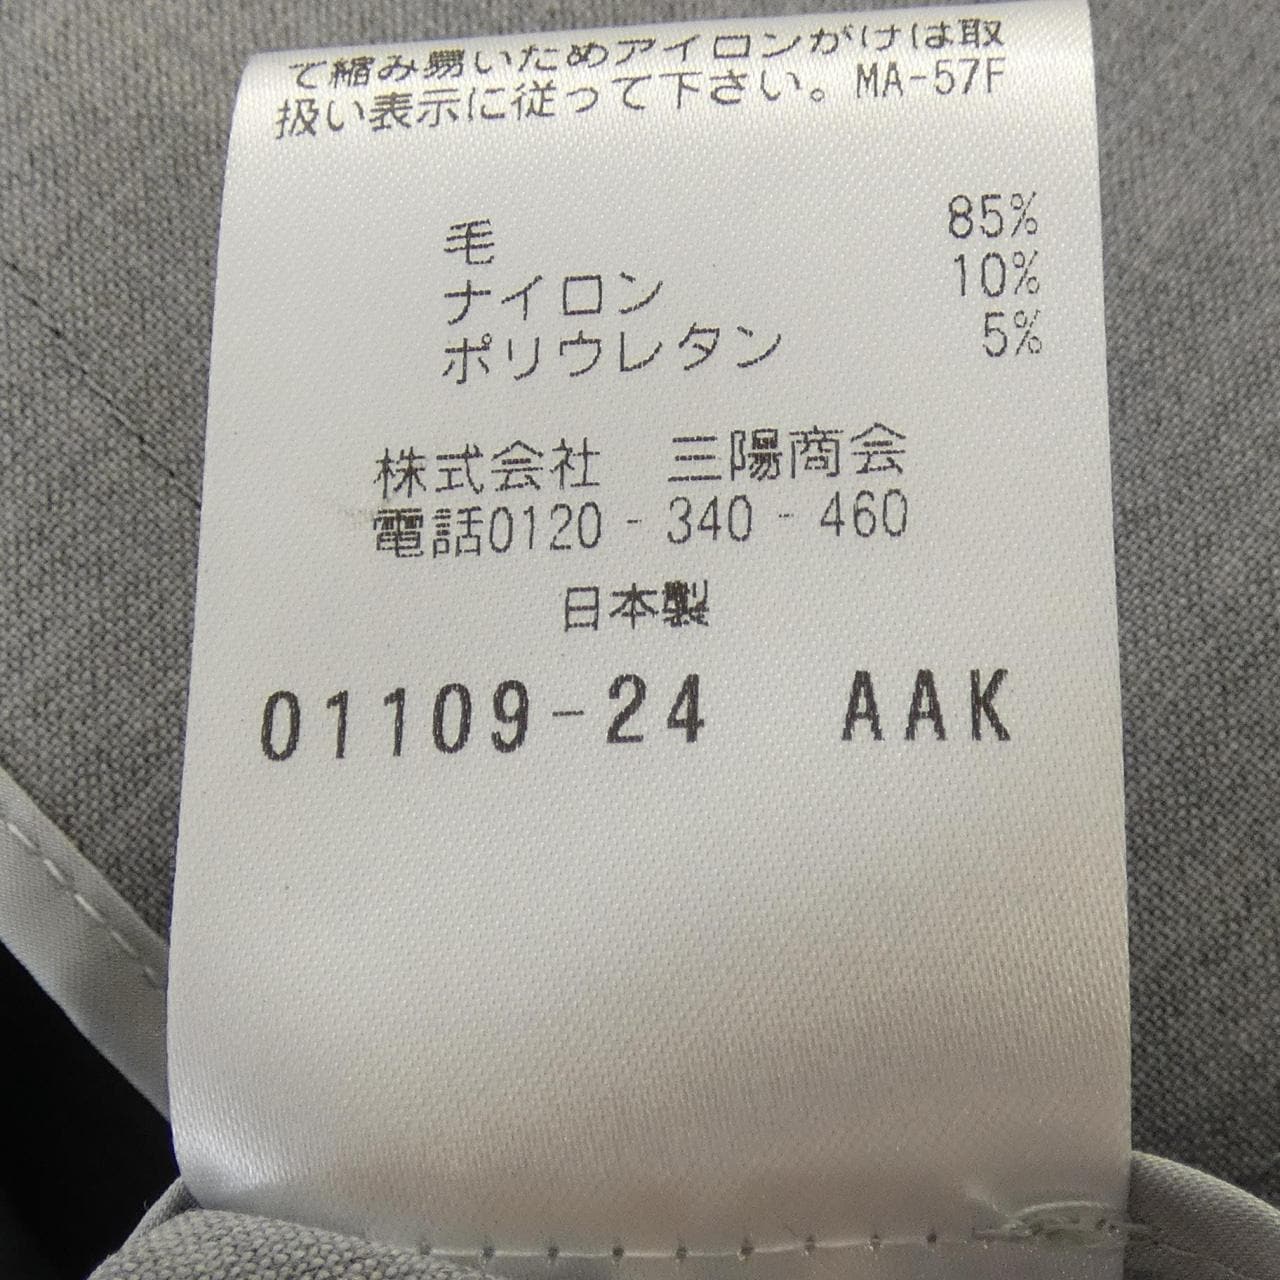 て縮み易いためアイロンがけは取
扱い表示に従って下さい。MA-57F
毛 85%
ナイロン 10%
ポリウレタン 5%
株式会社 三陽商会
電話0120-340-460
日本製
01109-24 AAK